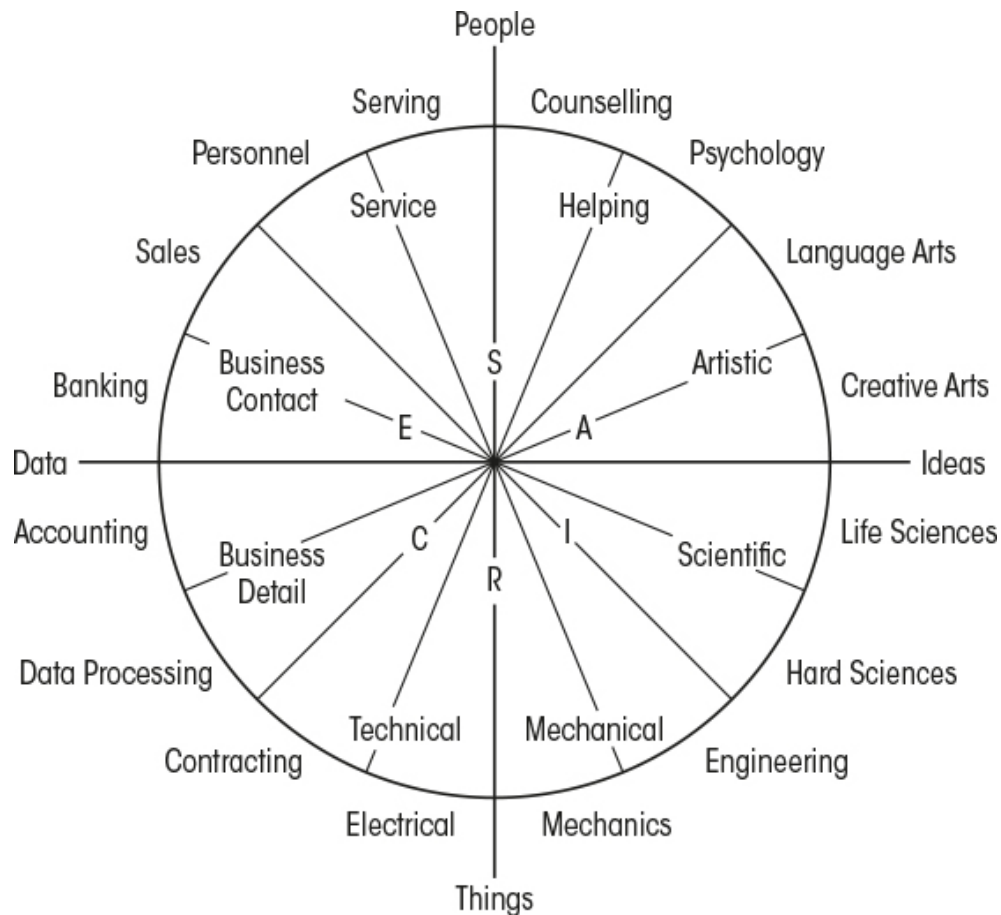 People
Serving Counselling
Personnel Psychology
Service Helping
Sales Language Arts
Business Contact
Artistic
S
Banking Creative Arts
E A
Data Ideas
Accounting Life Sciences
C I
Business Detail
Scientific
R
Data Processing Hard Sciences
Technical Mechanical
Contracting Engineering
Electrical Mechanics
Things